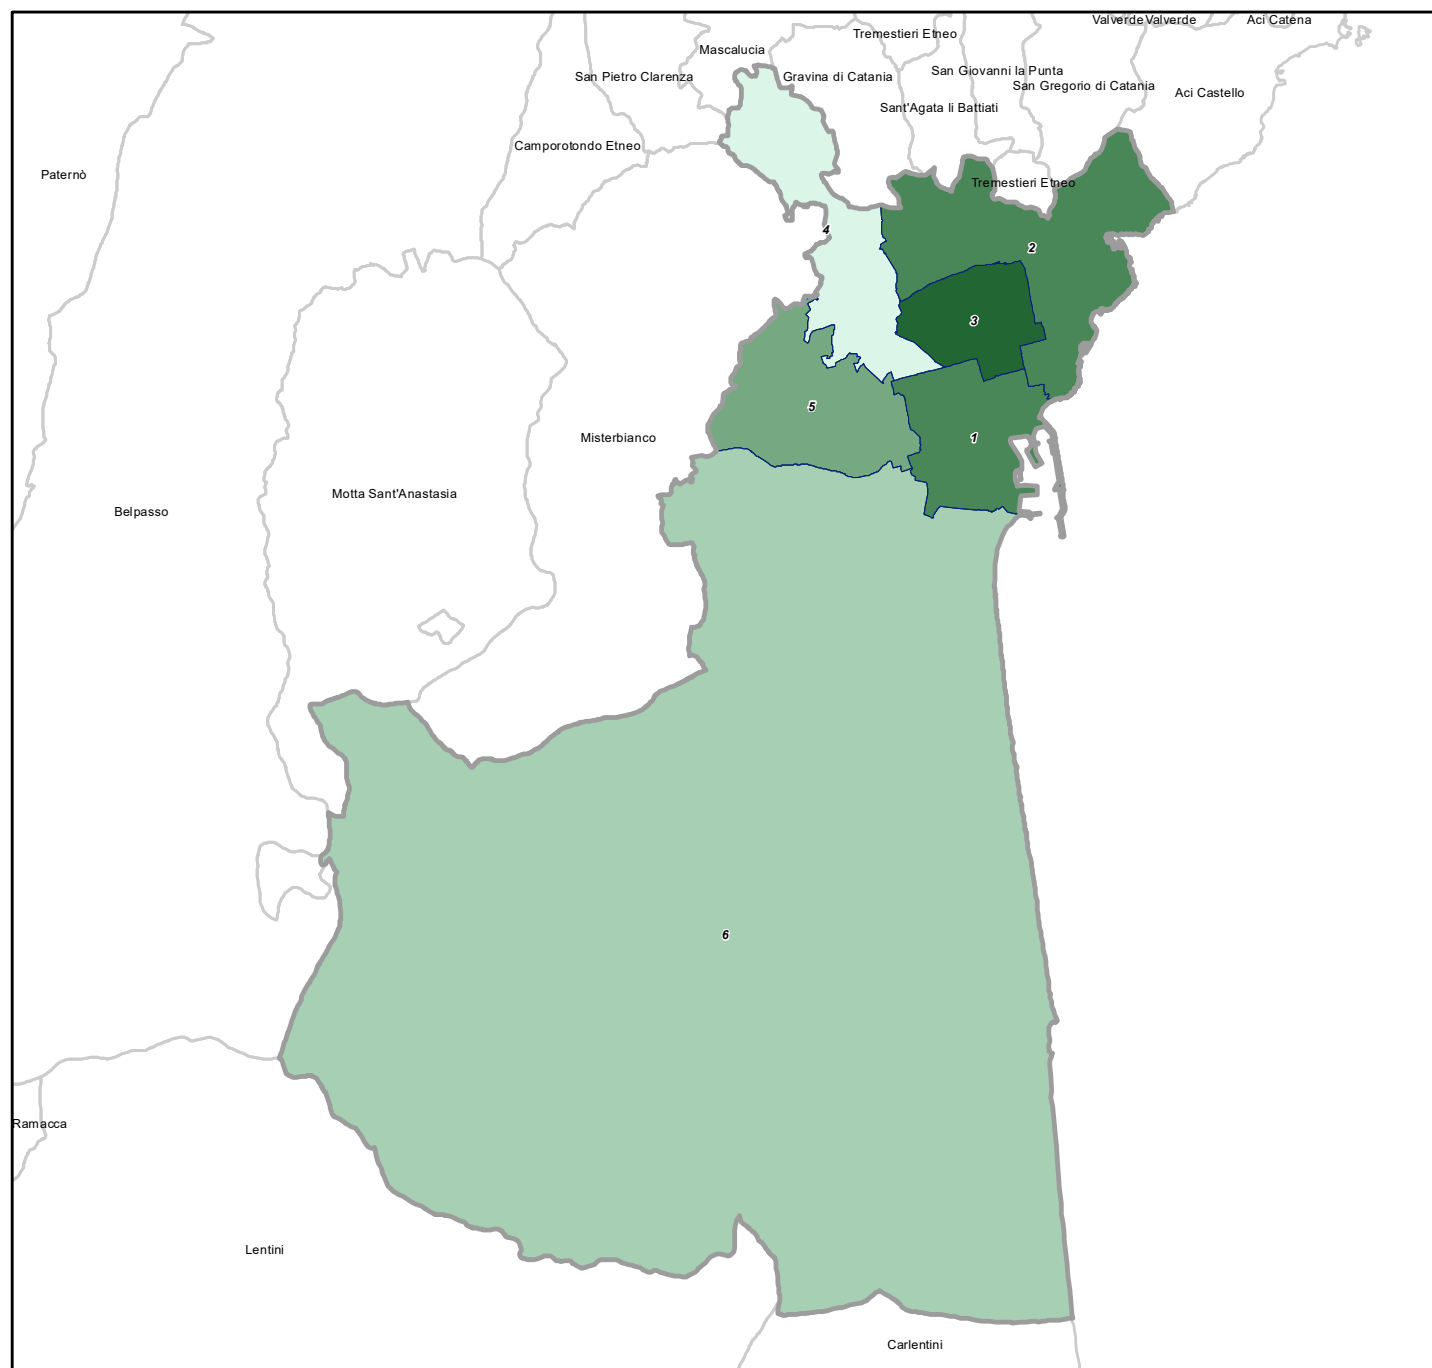 Valverde Valverde
Aci Catena
Tremestieri Etneo
Mascalucia
San Pietro Clarenza
Gravina di Catania
San Giovanni la Punta
San Gregorio di Catania
Aci Castello
Sant'Agata li Battiati
Camporotondo Etneo
Paternò
Tremestieri Etneo
4
2
3
5
1
Misterbianco
Motta Sant'Anastasia
Belpasso
6
Ramacca
Lentini
Carlentini